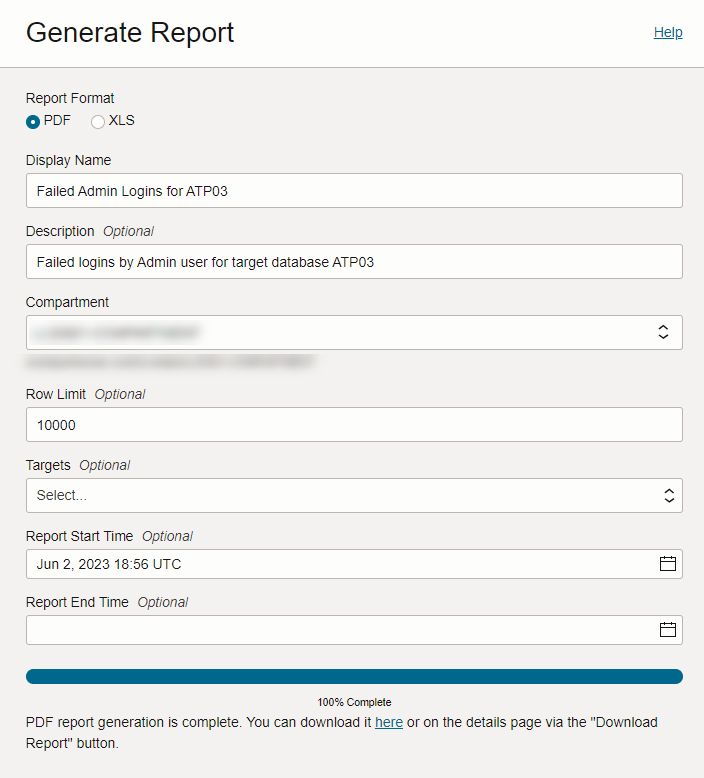 Generate Report
Help
Report Format
PDF
XLS
Display Name
Failed Admin Logins for ATP03
Description Optional
Failed logins by Admin user for target database ATP03
Compartment
Row Limit Optional
10000
Targets Optional
Select...
Report Start Time Optional
Jun 2, 2023 18:56 UTC
Report End Time Optional
100% Complete
PDF report generation is complete. You can download it here or on the details page via the "Download
Report" button.